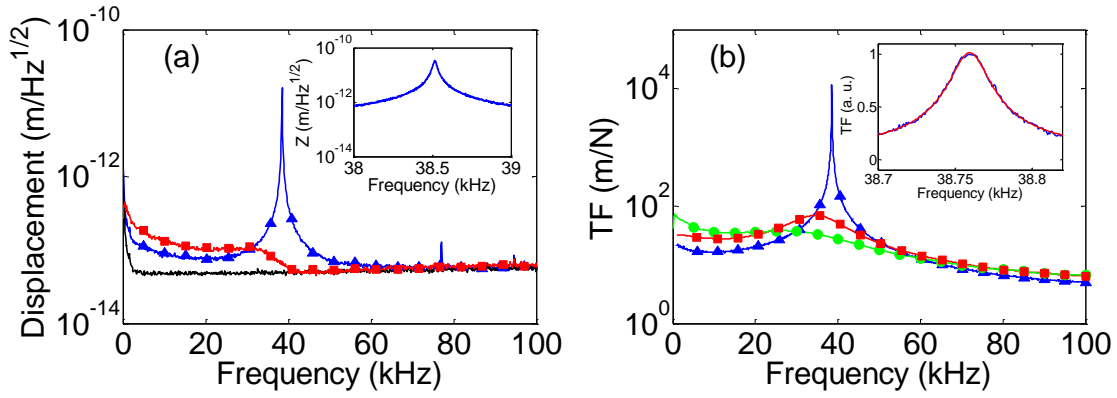 (a)
Displacement (m/Hz^{1/2})
10^{-10}
10^{-12}
10^{-14}
0 20 40 60 80 100
Frequency (kHz)
Z (m/Hz^{1/2})
10^{-10}
10^{-12}
10^{-14}
38 38.5 39
Frequency (kHz)
(b)
TF (m/N)
10^4
10^2
10^0
0 20 40 60 80 100
Frequency (kHz)
TF (a. u.)
1
0.5
0
38.7 38.75 38.8
Frequency (kHz)